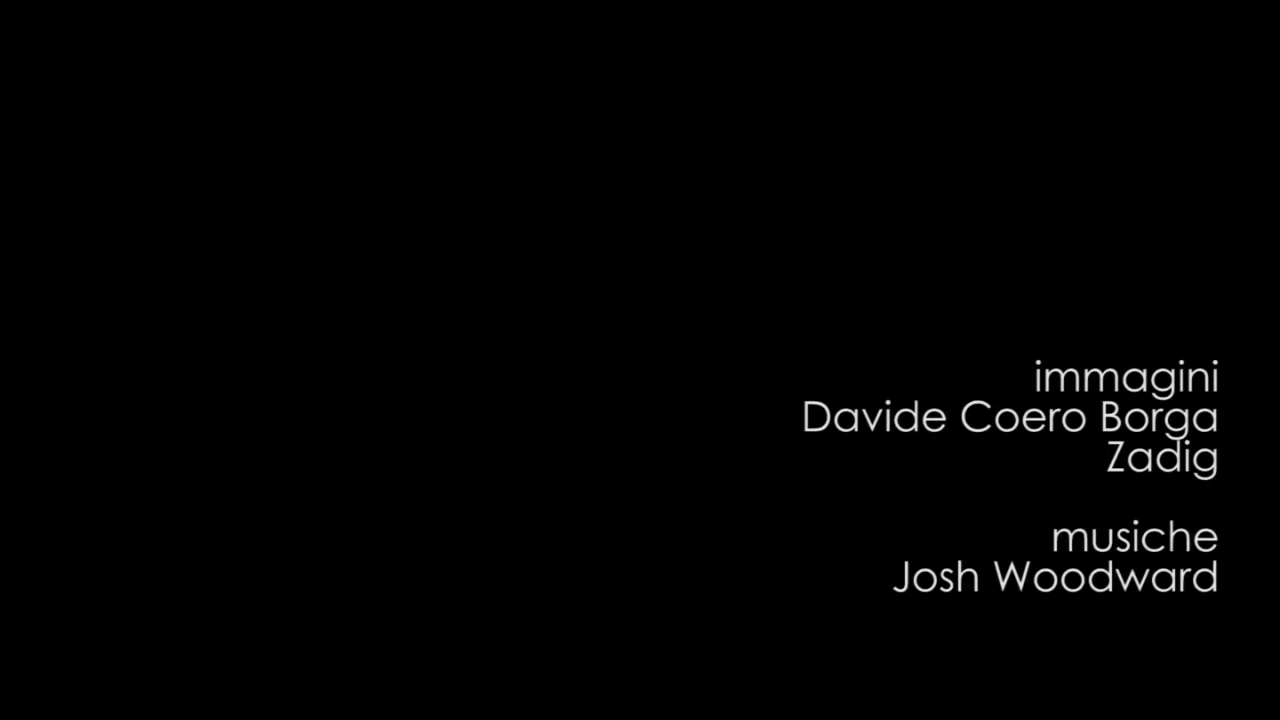 immagini
Davide Coero Borga
Zadig
musiche
Josh Woodward